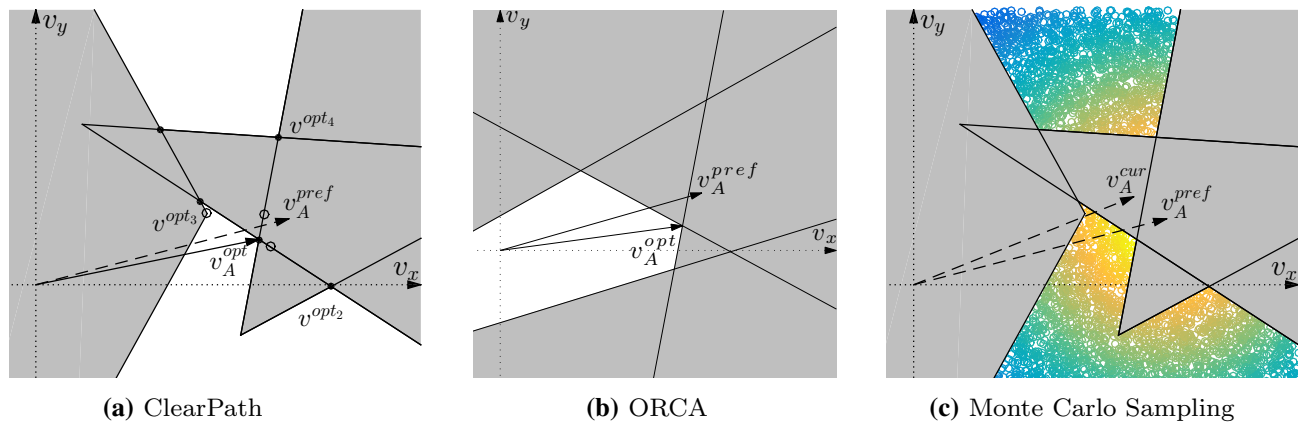 v_y
v^{opt_4}
v_A^{pref}
v^{opt_3}
v_A^{opt}
v_x
v^{opt_2}
(a) ClearPath
v_y
v_A^{pref}
v_A^{opt}
v_x
(b) ORCA
v_y
v_A^{cur}
v_A^{pref}
v_x
(c) Monte Carlo Sampling